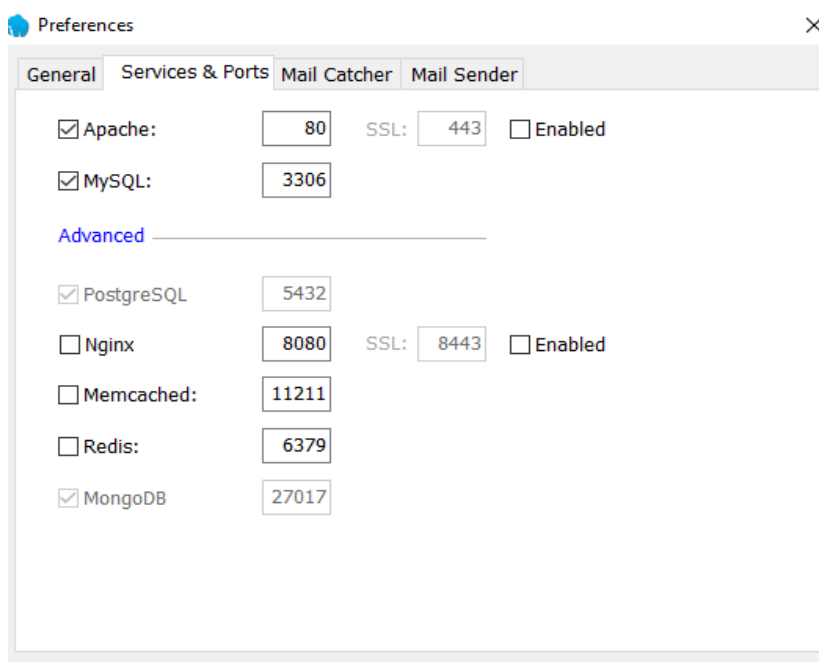 Preferences
General Services & Ports Mail Catcher Mail Sender
Apache: 80 SSL: 443 Enabled
MySQL: 3306
Advanced
PostgreSQL 5432
Nginx 8080 SSL: 8443 Enabled
Memcached: 11211
Redis: 6379
MongoDB 27017